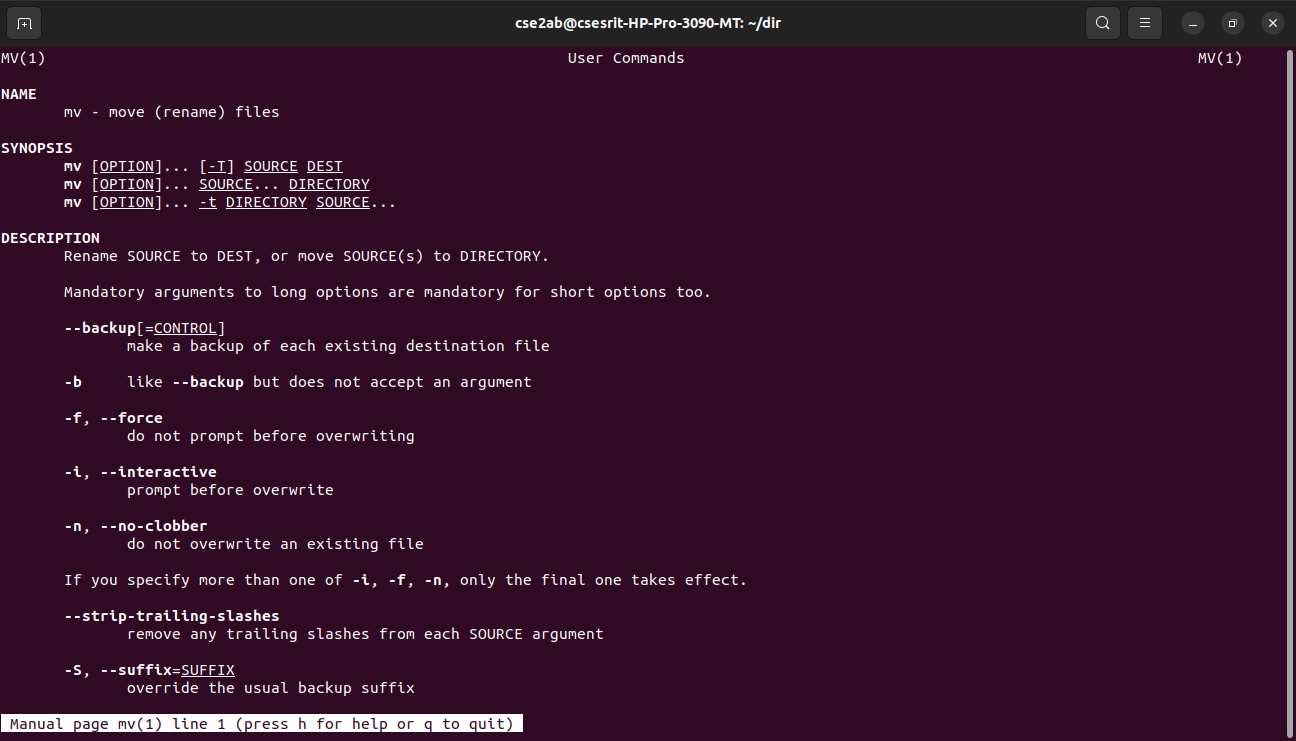 cse2ab@csesrit-HP-Pro-3090-MT: ~/dir
MV(1) User Commands MV(1)
NAME
mv - move (rename) files
SYNOPSIS
mv [OPTION]... [-T] SOURCE DEST
mv [OPTION]... SOURCE... DIRECTORY
mv [OPTION]... -t DIRECTORY SOURCE...
DESCRIPTION
Rename SOURCE to DEST, or move SOURCE(s) to DIRECTORY.
Mandatory arguments to long options are mandatory for short options too.
--backup[=CONTROL]
make a backup of each existing destination file
-b like --backup but does not accept an argument
-f, --force
do not prompt before overwriting
-i, --interactive
prompt before overwrite
-n, --no-clobber
do not overwrite an existing file
If you specify more than one of -i, -f, -n, only the final one takes effect.
--strip-trailing-slashes
remove any trailing slashes from each SOURCE argument
-S, --suffix=SUFFIX
override the usual backup suffix
Manual page mv(1) line 1 (press h for help or q to quit)